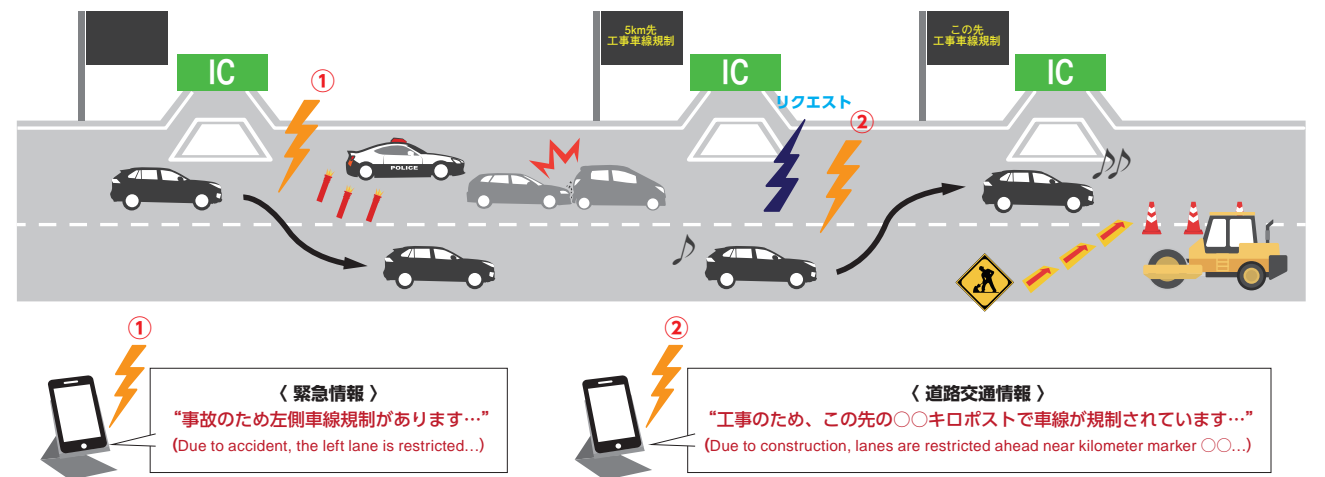 5km先
工事車線規制
この先
工事車線規制
IC
IC
IC
①
リクエスト
②
POLICE
①
〈 緊急情報 〉
“事故のため左側車線規制があります…”
(Due to accident, the left lane is restricted…)
②
〈 道路交通情報 〉
“工事のため、この先の○○キロポストで車線が規制されています…”
(Due to construction, lanes are restricted ahead near kilometer marker ○○…)